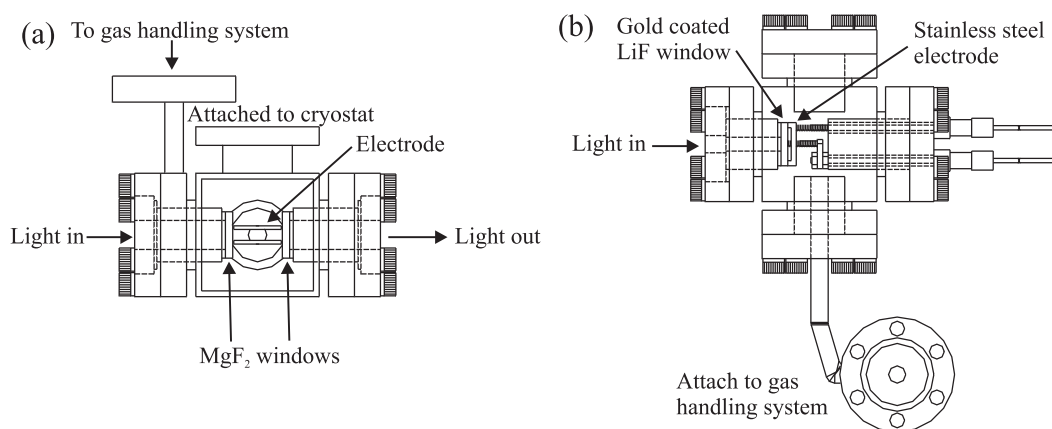 (a)
To gas handling system
Attached to cryostat
Electrode
Light in
Light out
MgF₂ windows
(b)
Gold coated
LiF window
Stainless steel
electrode
Light in
Attach to gas
handling system